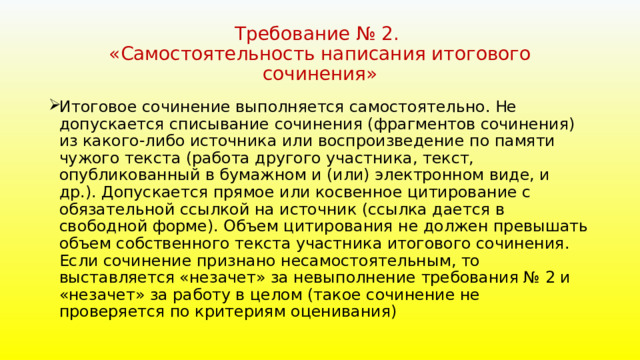 Требование № 2.
«Самостоятельность написания итогового
сочинения»
Итоговое сочинение выполняется самостоятельно. Не
допускается списывание сочинения (фрагментов сочинения)
из какого-либо источника или воспроизведение по памяти
чужого текста (работа другого участника, текст,
опубликованный в бумажном и (или) электронном виде, и
др.). Допускается прямое или косвенное цитирование с
обязательной ссылкой на источник (ссылка дается в
свободной форме). Объем цитирования не должен превышать
объем собственного текста участника итогового сочинения.
Если сочинение признано несамостоятельным, то
выставляется «незачет» за невыполнение требования № 2 и
«незачет» за работу в целом (такое сочинение не
проверяется по критериям оценивания)